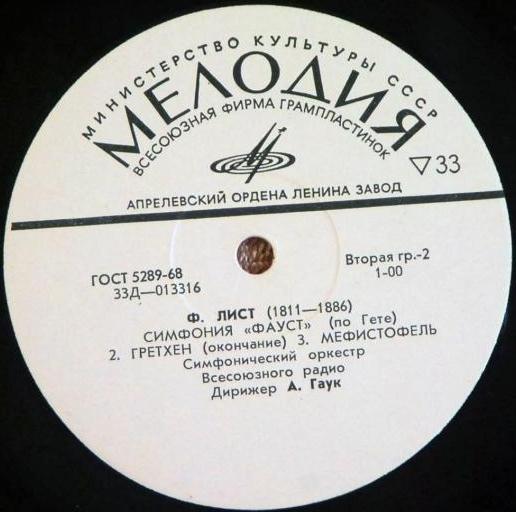 МИНИСТЕРСТВО КУЛЬТУРЫ СССР
МЕЛОДИЯ
ВСЕСОЮЗНАЯ ФИРМА ГРАМПЛАСТИНОК
▽33
АПРЕЛЕВСКИЙ ОРДЕНА ЛЕНИНА ЗАВОД
ГОСТ 5289-68
33Д—013316
Вторая гр.-2
1-00
Ф. ЛИСТ (1811—1886)
СИМФОНИЯ «ФАУСТ» (по Гете)
2. ГРЕТХЕН (окончание) 3. МЕФИСТОФЕЛЬ
Симфонический оркестр
Всесоюзного радио
Дирижер А. Гаук